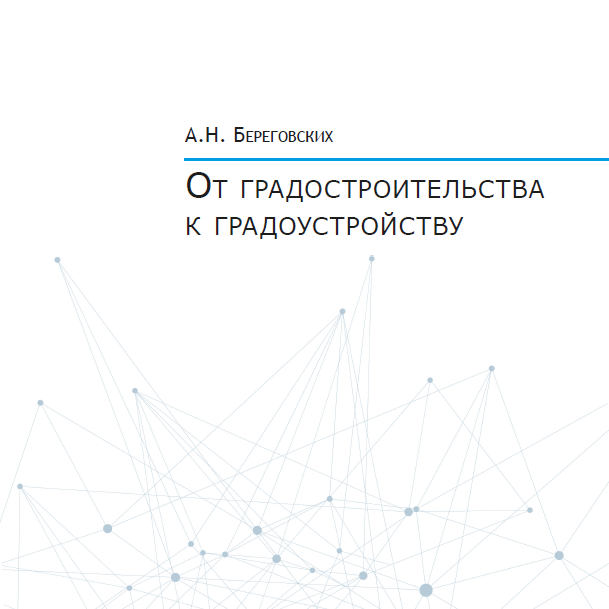 А.Н. Береговских
От градостроительства
к градоустройству